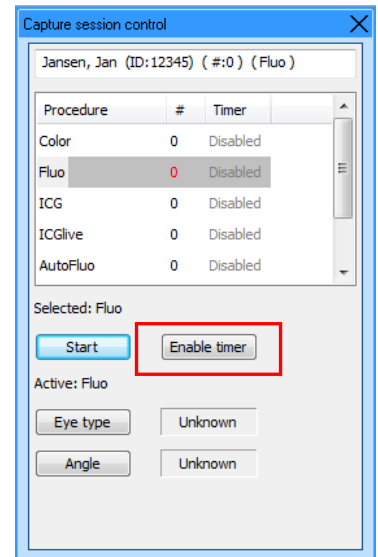 Capture session control
Jansen, Jan (ID:12345) ( #:0 ) ( Fluo )
Procedure # Timer
Color 0 Disabled
Fluo 0 Disabled
ICG 0 Disabled
ICGlive 0 Disabled
AutoFluo 0 Disabled
Selected: Fluo
Start Enable timer
Active: Fluo
Eye type Unknown
Angle Unknown